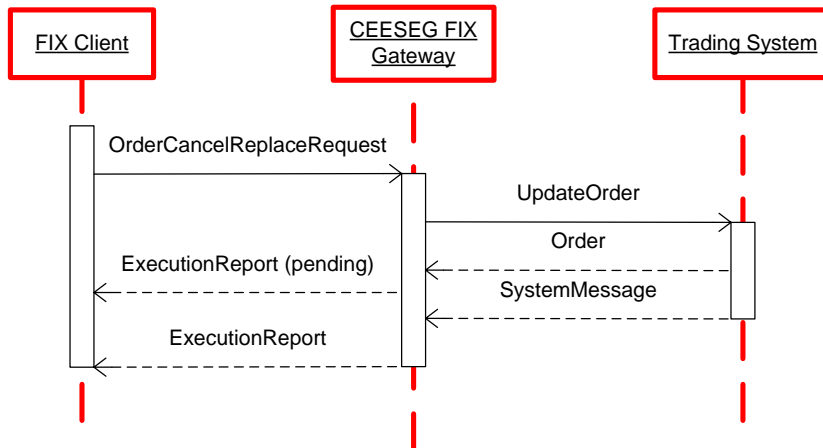 FIX Client
CEESEG FIX
Gateway
Trading System
OrderCancelReplaceRequest
UpdateOrder
Order
ExecutionReport (pending)
SystemMessage
ExecutionReport